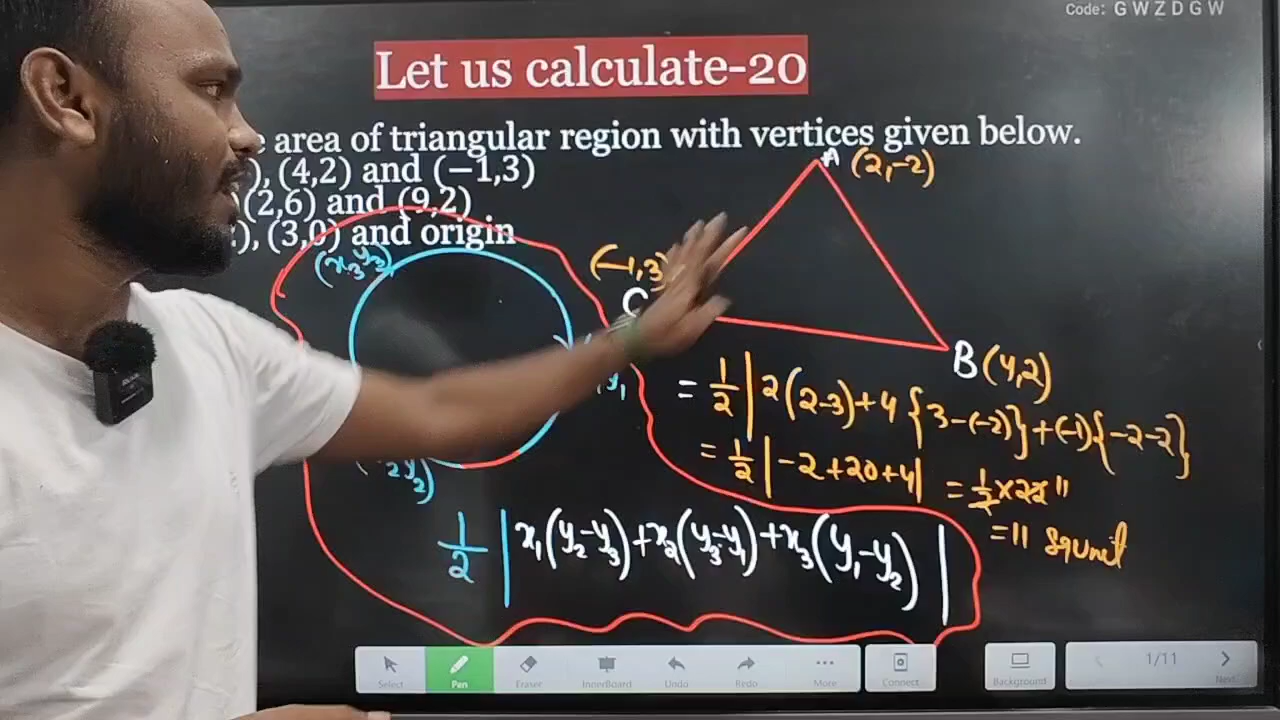 Code: G W Z D G W
Let us calculate-20
area of triangular region with vertices given below.
), (4,2) and (−1,3)
(2,6) and (9,2)
), (3,0) and origin
A (2,-2)
(x₃y₃)
(-1,3)
C
B (4,2)
y₁
₂y₂)
= 1/2 | 2(2-3)+4{3-(-2)}+(-1){-2-2}
= 1/2 |-2+20+4| = 1/2 × 22 11
= 11 squnit
1/2 | x₁(y₂-y₃)+x₂(y₃-y₁)+x₃(y₁-y₂) |
Select Pen Eraser InnerBoard Undo Redo More Connect Background 1/11 Next